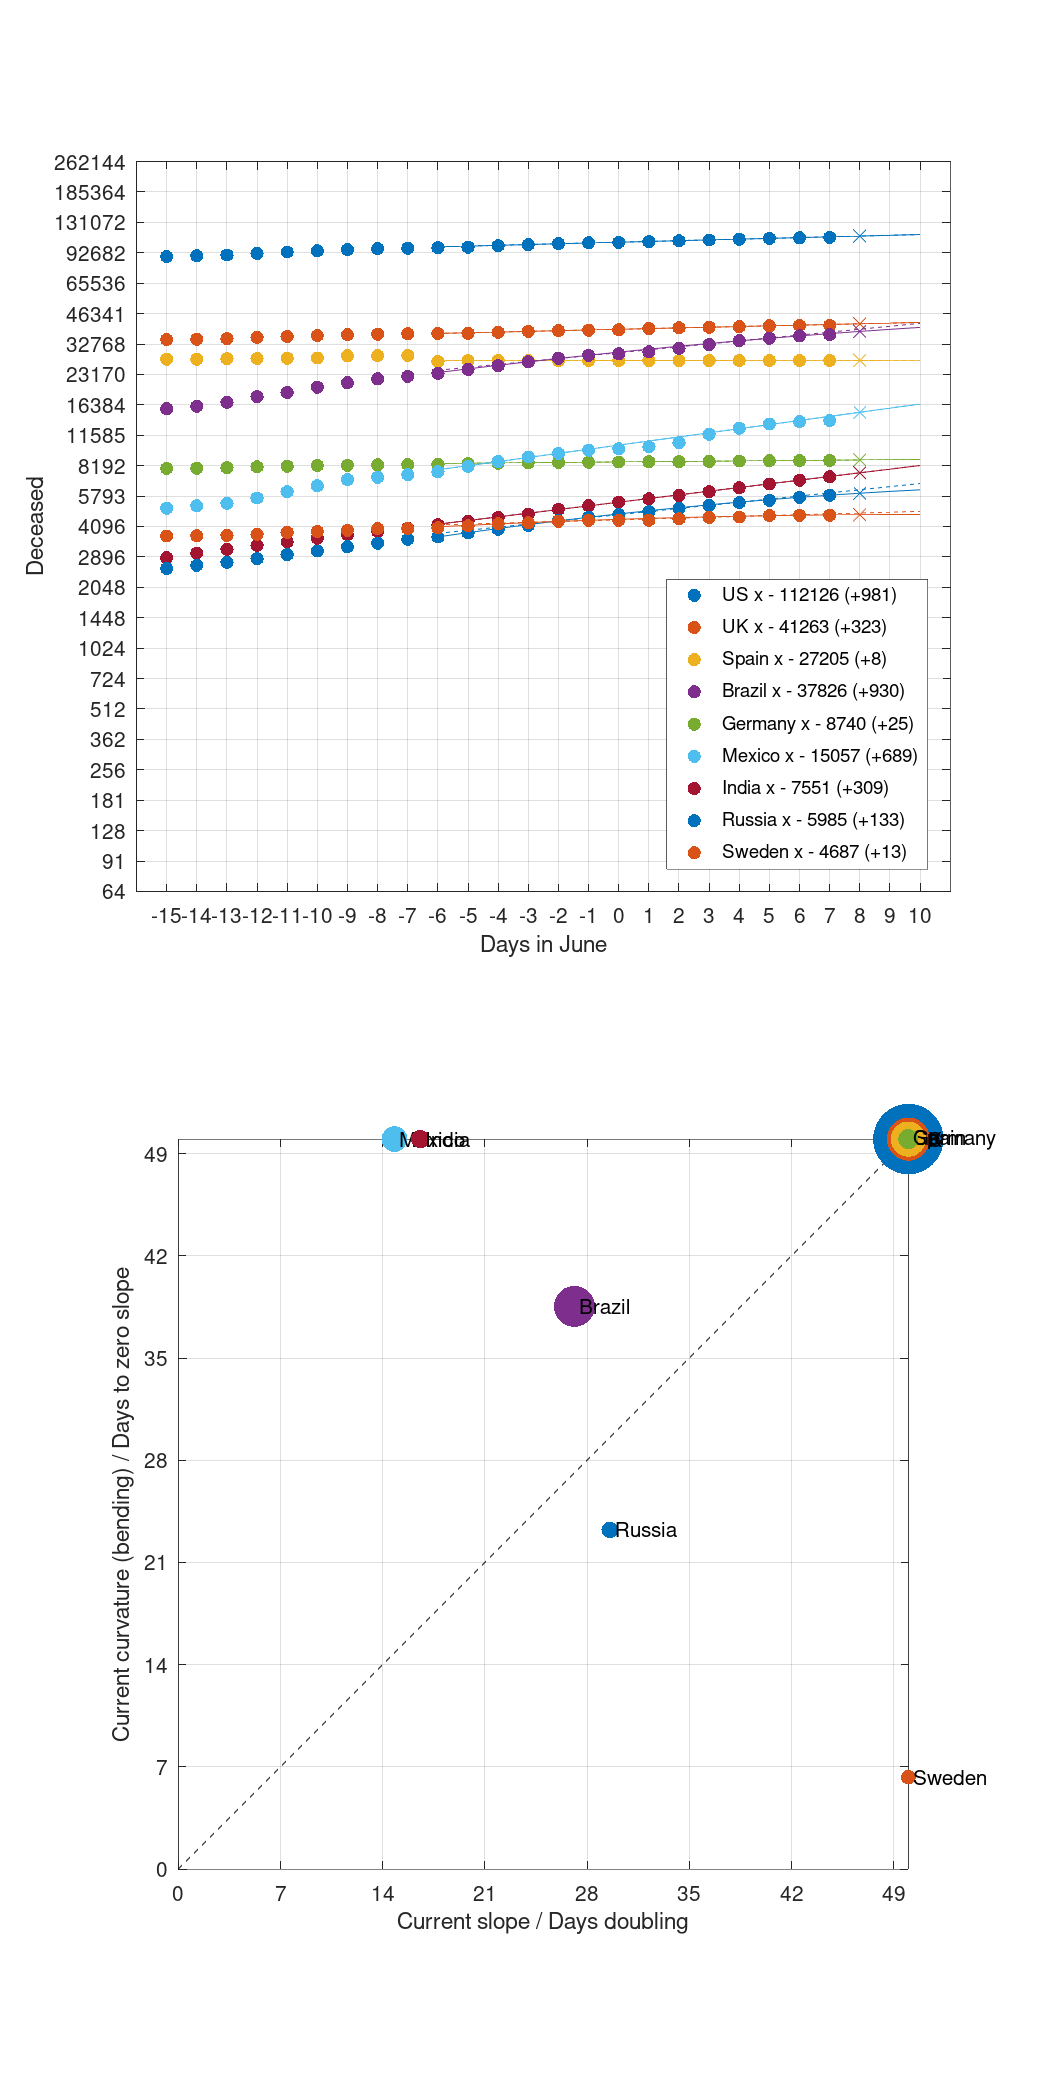 262144
185364
131072
92682
65536
46341
32768
23170
16384
11585
8192
5793
4096
2896
2048
1448
1024
724
512
362
256
181
128
91
64
Deceased
US x - 112126 (+981)
UK x - 41263 (+323)
Spain x - 27205 (+8)
Brazil x - 37826 (+930)
Germany x - 8740 (+25)
Mexico x - 15057 (+689)
India x - 7551 (+309)
Russia x - 5985 (+133)
Sweden x - 4687 (+13)
-15 -14 -13 -12 -11 -10 -9 -8 -7 -6 -5 -4 -3 -2 -1 0 1 2 3 4 5 6 7 8 9 10
Days in June
Mexico
India
Spain
Germany
49
42
35
28
21
14
7
0
Current curvature (bending) / Days to zero slope
Brazil
Russia
Sweden
0 7 14 21 28 35 42 49
Current slope / Days doubling